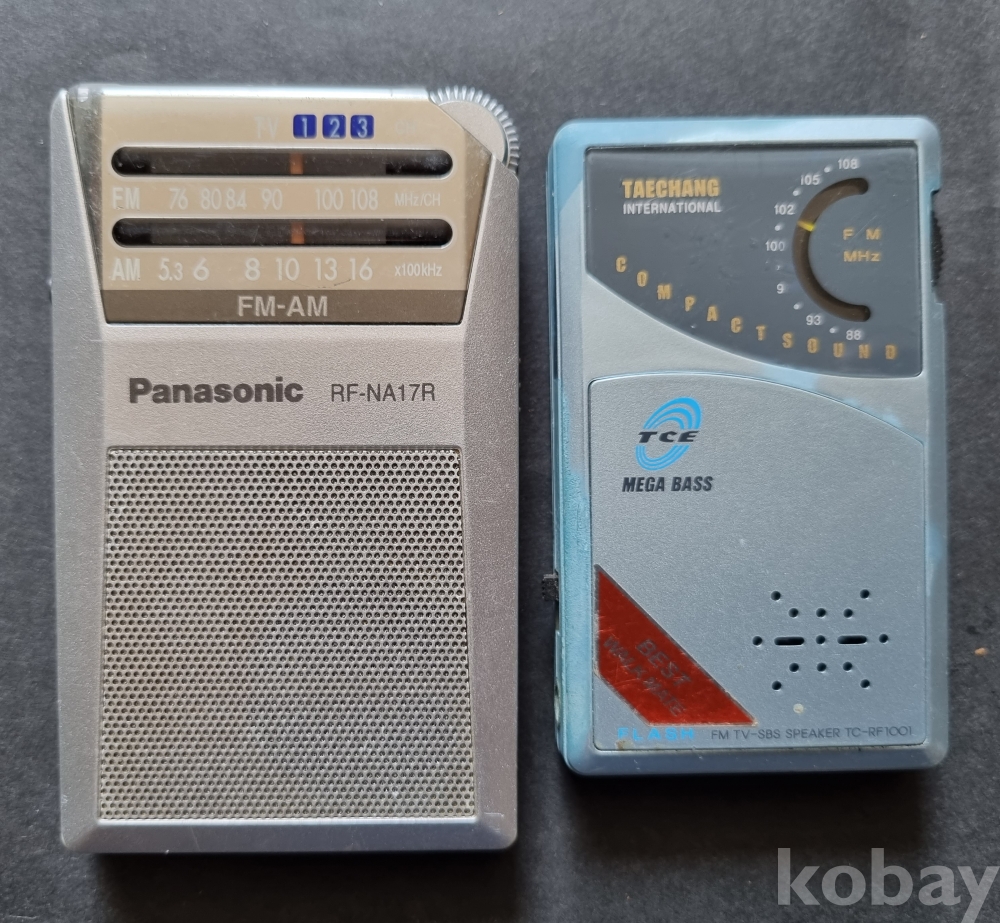 TV 1 2 3
FM 76 80 84 90 100 108 MHz/CH
AM 5.3 6 8 10 13 16 x100kHz
FM-AM
Panasonic RF-NA17R
TAECHANG
INTERNATIONAL
108
105
102
100
9
93
88
F M
MHz
COMPACT SOUND
TCE
MEGA BASS
BEST
FLASH FM TV-SBS SPEAKER TC-RF1001
kobay